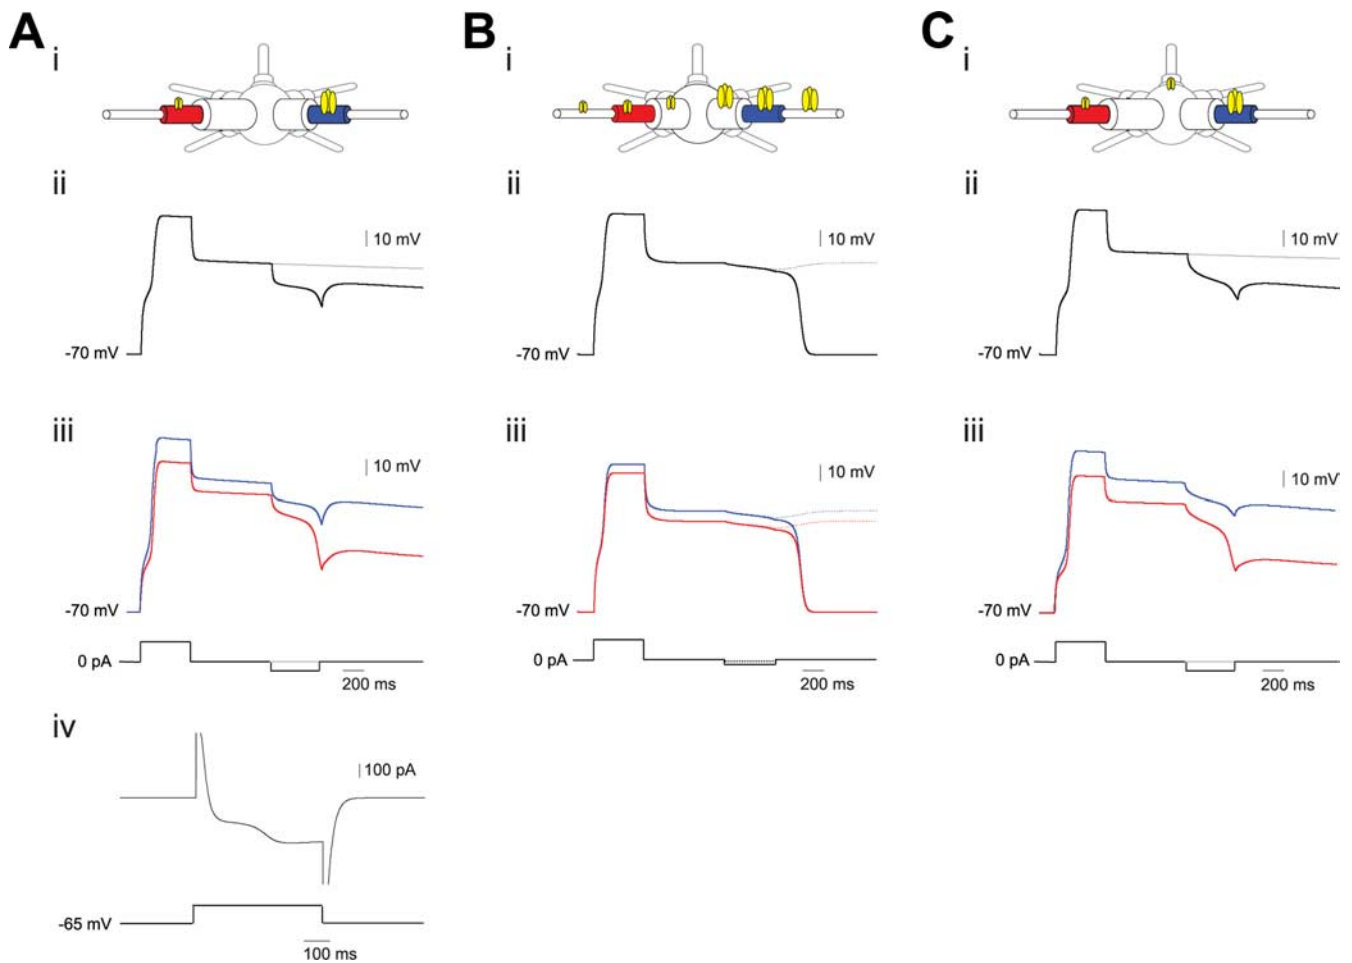 A B C
i i i
ii ii ii
10 mV 10 mV 10 mV
-70 mV -70 mV -70 mV
iii iii iii
10 mV 10 mV 10 mV
-70 mV -70 mV -70 mV
0 pA 0 pA 0 pA
200 ms 200 ms 200 ms
iv
100 pA
-65 mV
100 ms